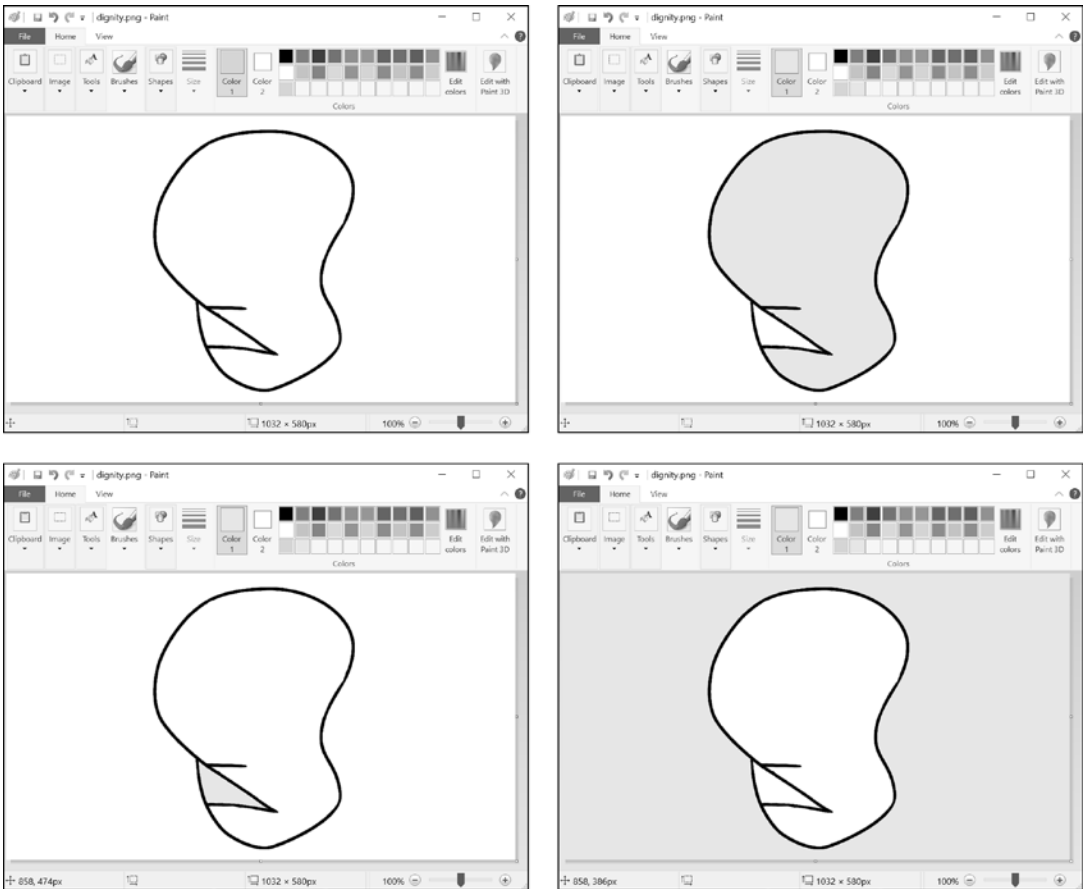 dignity.png - Paint
File Home View
Clipboard Image Tools Brushes Shapes Size Color 1 Color 2 Edit colors Edit with Paint 3D
Colors
1032 × 580px 100%
dignity.png - Paint
File Home View
Clipboard Image Tools Brushes Shapes Size Color 1 Color 2 Edit colors Edit with Paint 3D
Colors
1032 × 580px 100%
dignity.png - Paint
File Home View
Clipboard Image Tools Brushes Shapes Size Color 1 Color 2 Edit colors Edit with Paint 3D
Colors
858, 474px 1032 × 580px 100%
dignity.png - Paint
File Home View
Clipboard Image Tools Brushes Shapes Size Color 1 Color 2 Edit colors Edit with Paint 3D
Colors
858, 386px 1032 × 580px 100%